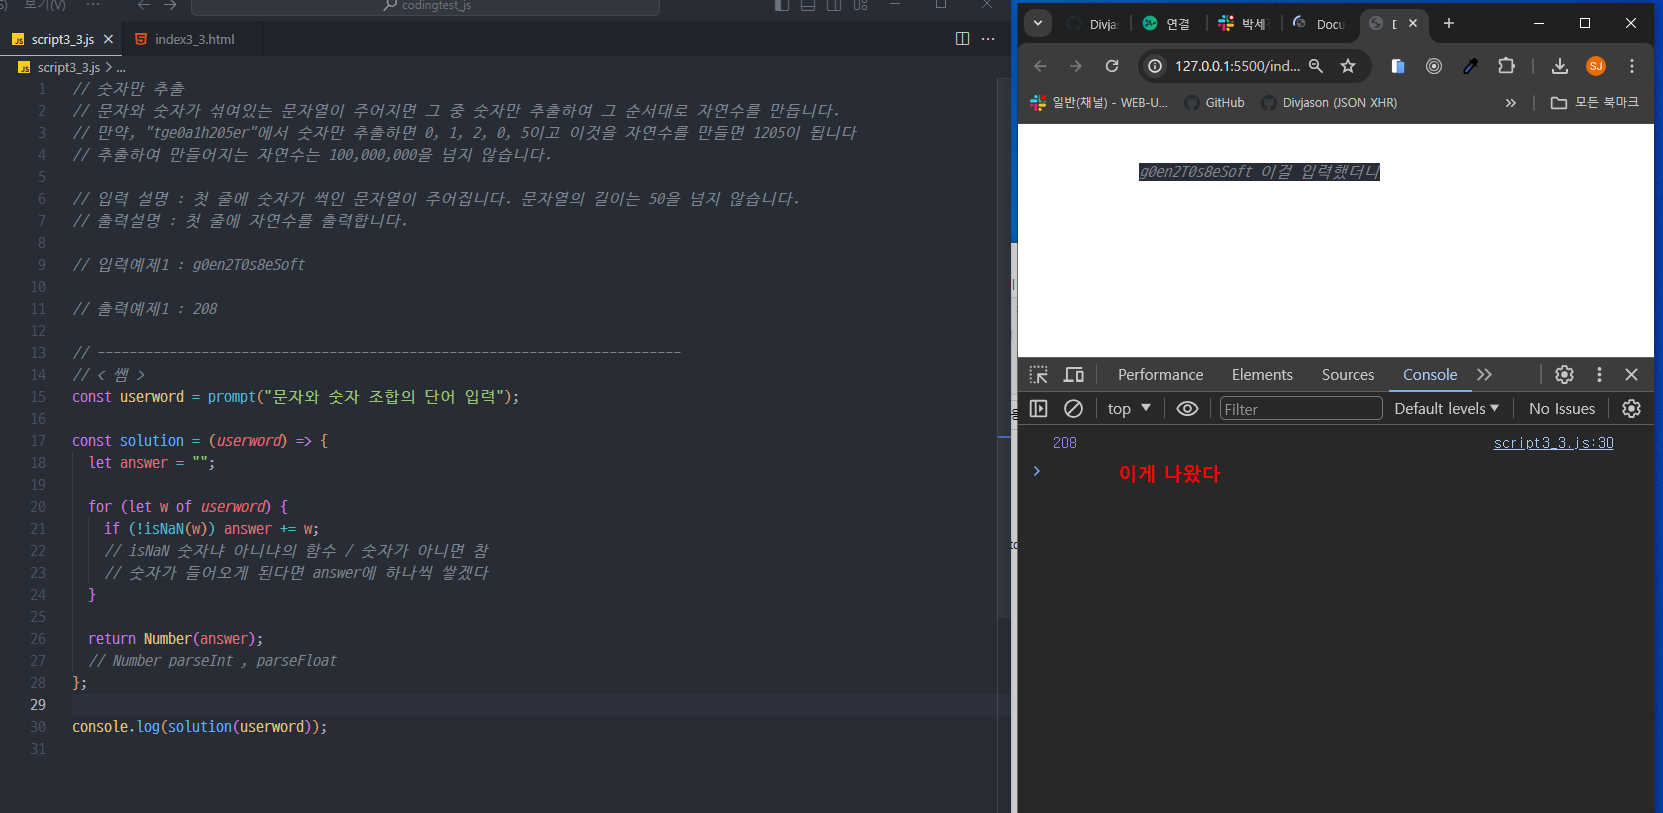 보기(V) ···
codingtest_js
script3_3.js
index3_3.html
script3_3.js > ...
1 // 숫자만 추출
2 // 문자와 숫자가 섞여있는 문자열이 주어지면 그 중 숫자만 추출하여 그 순서대로 자연수를 만듭니다.
3 // 만약, "tge0a1h205er"에서 숫자만 추출하면 0, 1, 2, 0, 5이고 이것을 자연수를 만들면 1205이 됩니다
4 // 추출하여 만들어지는 자연수는 100,000,000을 넘지 않습니다.
5
6 // 입력 설명 : 첫 줄에 숫자가 썩인 문자열이 주어집니다. 문자열의 길이는 50을 넘지 않습니다.
7 // 출력설명 : 첫 줄에 자연수를 출력합니다.
8
9 // 입력예제1 : g0en2T0s8eSoft
10
11 // 출력예제1 : 208
12
13 // -------------------------------------------------------------------------
14 // < 쌤 >
15 const userword = prompt("문자와 숫자 조합의 단어 입력");
16
17 const solution = (userword) => {
18 let answer = "";
19
20 for (let w of userword) {
21 if (!isNaN(w)) answer += w;
22 // isNaN 숫자냐 아니냐의 함수 / 숫자가 아니면 참
23 // 숫자가 들어오게 된다면 answer에 하나씩 쌓겠다
24 }
25
26 return Number(answer);
27 // Number parseInt , parseFloat
28 };
29
30 console.log(solution(userword));
31
Divja
연결
박세
Docu
127.0.0.1:5500/ind...
SJ
일반(채널) - WEB-U...
GitHub
Divjason (JSON XHR)
모든 북마크
g0en2T0s8eSoft 이걸 입력했더니
Performance Elements Sources Console
top Filter Default levels No Issues
208 script3_3.js:30
이게 나왔다